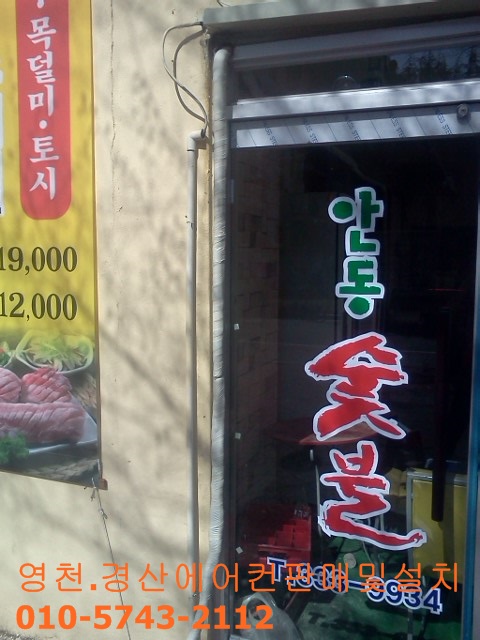 목덜미·토시
19,000
12,000
안동
숯불
9934
영천.경산에어컨판매및설치
010-5743-2112